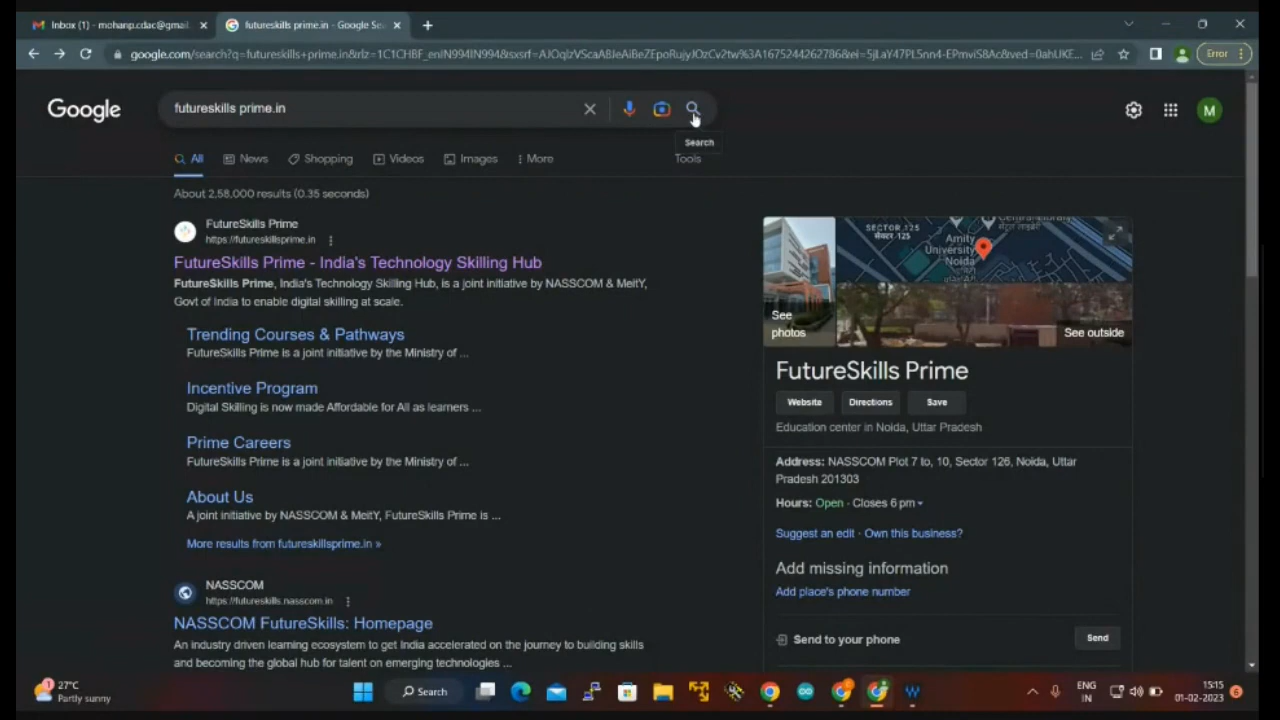 Inbox (1) - mohanp.cdac@gmai
futureskills prime.in - Google Se
google.com/search?q=futureskills+prime.in&rlz=1C1CHBF_enIN994IN994&sxsrf=
Error
Google
futureskills prime.in
M
Search
All
News
Shopping
Videos
Images
More
Tools
About 2,58,000 results (0.35 seconds)
FutureSkills Prime
https://futureskillsprime.in
FutureSkills Prime - India's Technology Skilling Hub
FutureSkills Prime, India's Technology Skilling Hub, is a joint initiative by NASSCOM & MeitY,
Govt of India to enable digital skilling at scale.
Trending Courses & Pathways
FutureSkills Prime is a joint initiative by the Ministry of ...
Incentive Program
Digital Skilling is now made Affordable for All as learners ...
Prime Careers
FutureSkills Prime is a joint initiative by the Ministry of ...
About Us
A joint initiative by NASSCOM & MeitY, FutureSkills Prime is ...
More results from futureskillsprime.in »
NASSCOM
https://futureskills.nasscom.in
NASSCOM FutureSkills: Homepage
An industry driven learning ecosystem to get India accelerated on the journey to building skills
and becoming the global hub for talent on emerging technologies ...
SECTOR 125
सेक्टर 125
Amity
University
Noida
See
photos
See outside
FutureSkills Prime
Website
Directions
Save
Education center in Noida, Uttar Pradesh
Address: NASSCOM Plot 7 to, 10, Sector 126, Noida, Uttar
Pradesh 201303
Hours: Open · Closes 6 pm
Suggest an edit · Own this business?
Add missing information
Add place's phone number
Send to your phone
Send
27°C
Partly sunny
1
Search
ENG
IN
15:15
01-02-2023
6